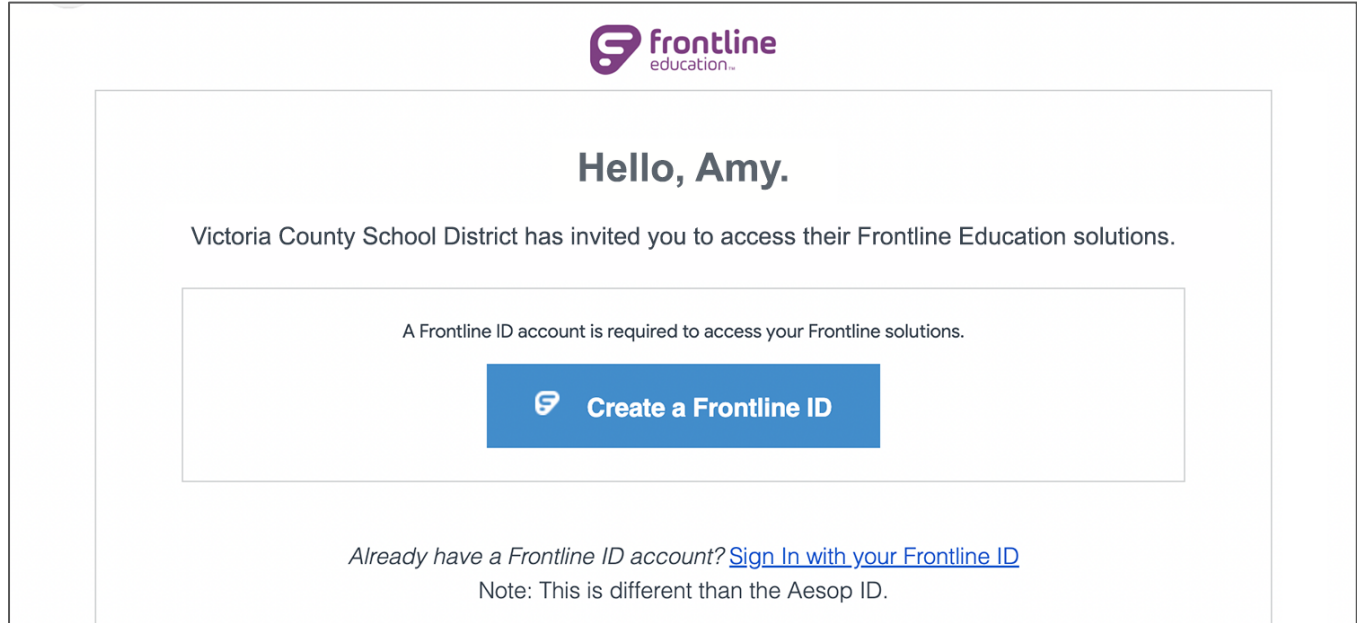 frontline
education™
Hello, Amy.
Victoria County School District has invited you to access their Frontline Education solutions.
A Frontline ID account is required to access your Frontline solutions.
Create a Frontline ID
Already have a Frontline ID account? Sign In with your Frontline ID
Note: This is different than the Aesop ID.